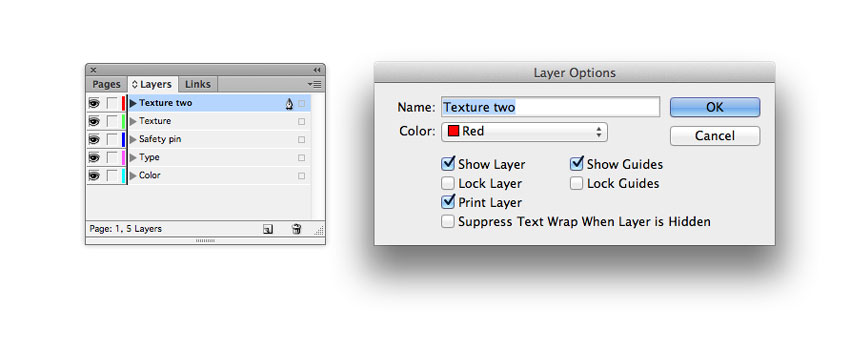 Pages Layers Links
Texture two
Texture
Safety pin
Type
Color
Page: 1, 5 Layers
Layer Options
Name: Texture two
OK
Color: Red
Cancel
Show Layer Show Guides
Lock Layer Lock Guides
Print Layer
Suppress Text Wrap When Layer is Hidden